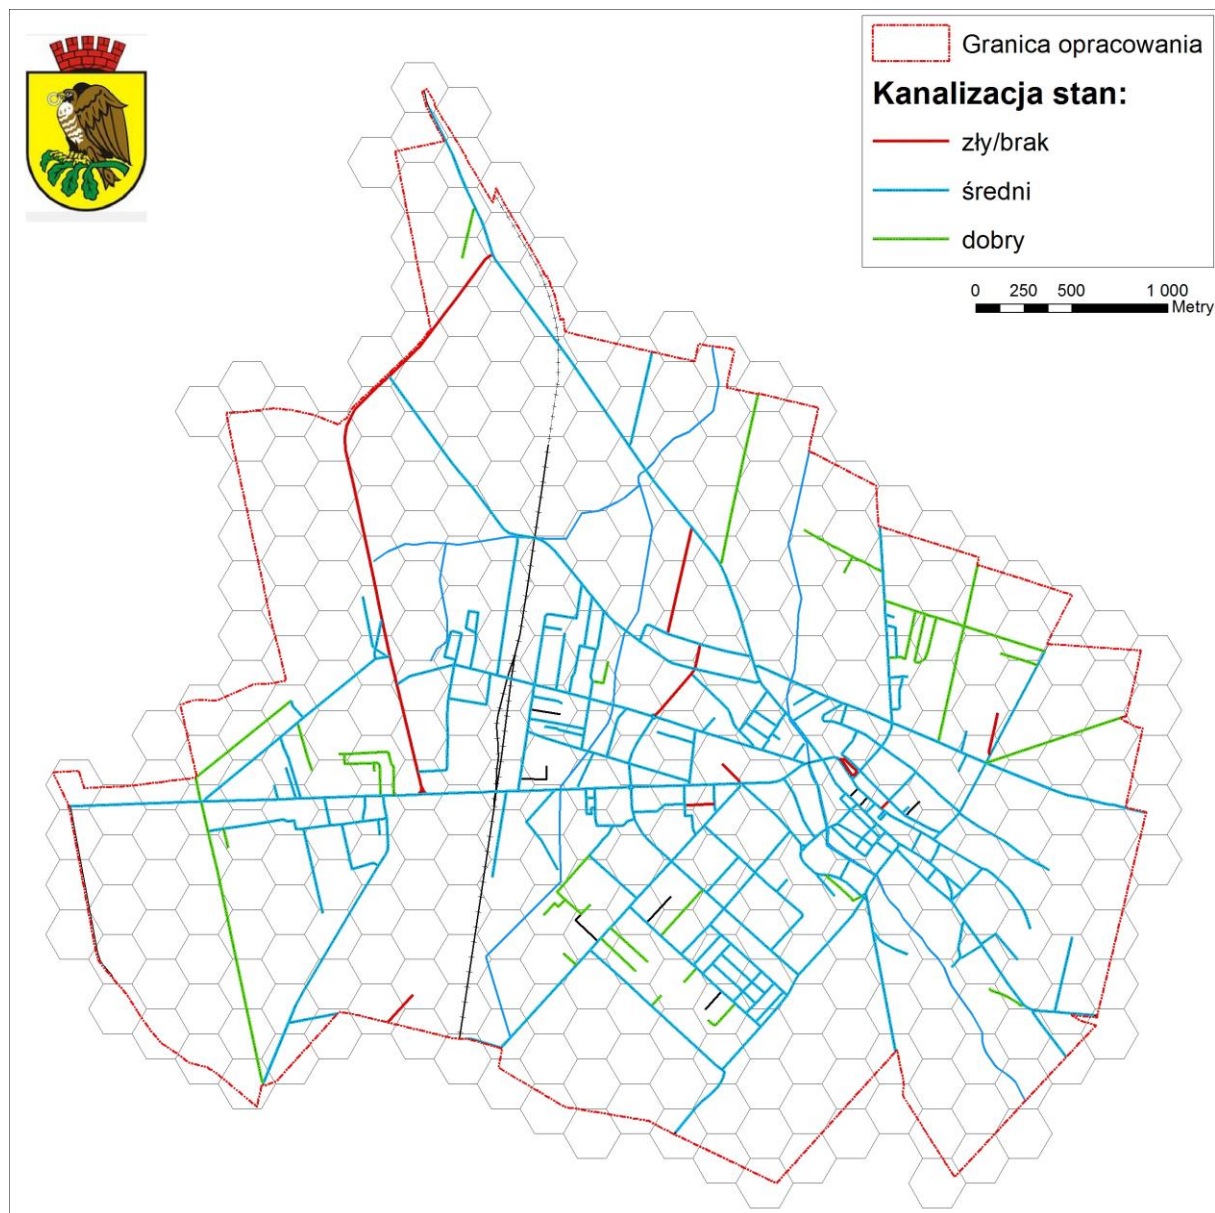 Granica opracowania
Kanalizacja stan:
zły/brak
średni
dobry
0 250 500 1 000
Metry